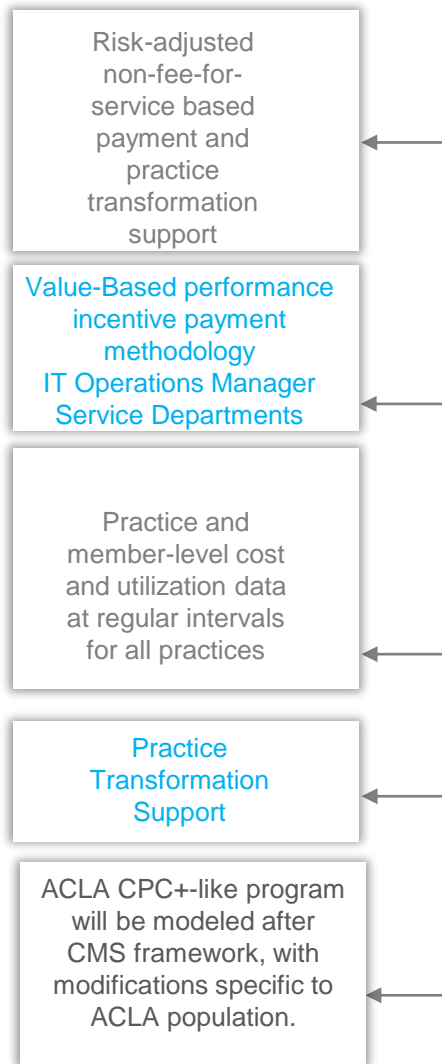 Risk-adjusted
non-fee-for-
service based
payment and
practice
transformation
support
Value-Based performance
incentive payment
methodology
IT Operations Manager
Service Departments
Practice and
member-level cost
and utilization data
at regular intervals
for all practices
Practice
Transformation
Support
ACLA CPC+-like program
will be modeled after
CMS framework, with
modifications specific to
ACLA population.